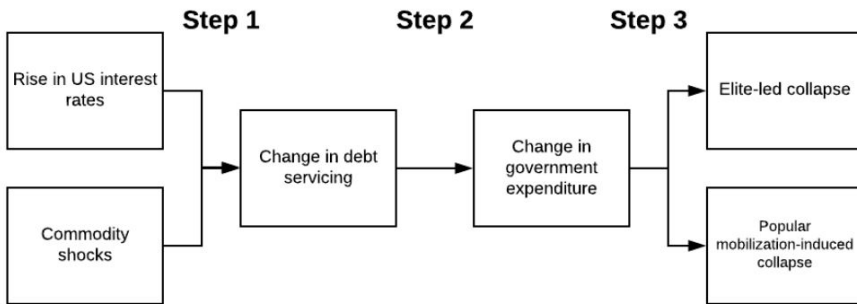 Step 1
Step 2
Step 3
Rise in US interest
rates
Commodity
shocks
Change in debt
servicing
Change in
government
expenditure
Elite-led collapse
Popular
mobilization-induced
collapse